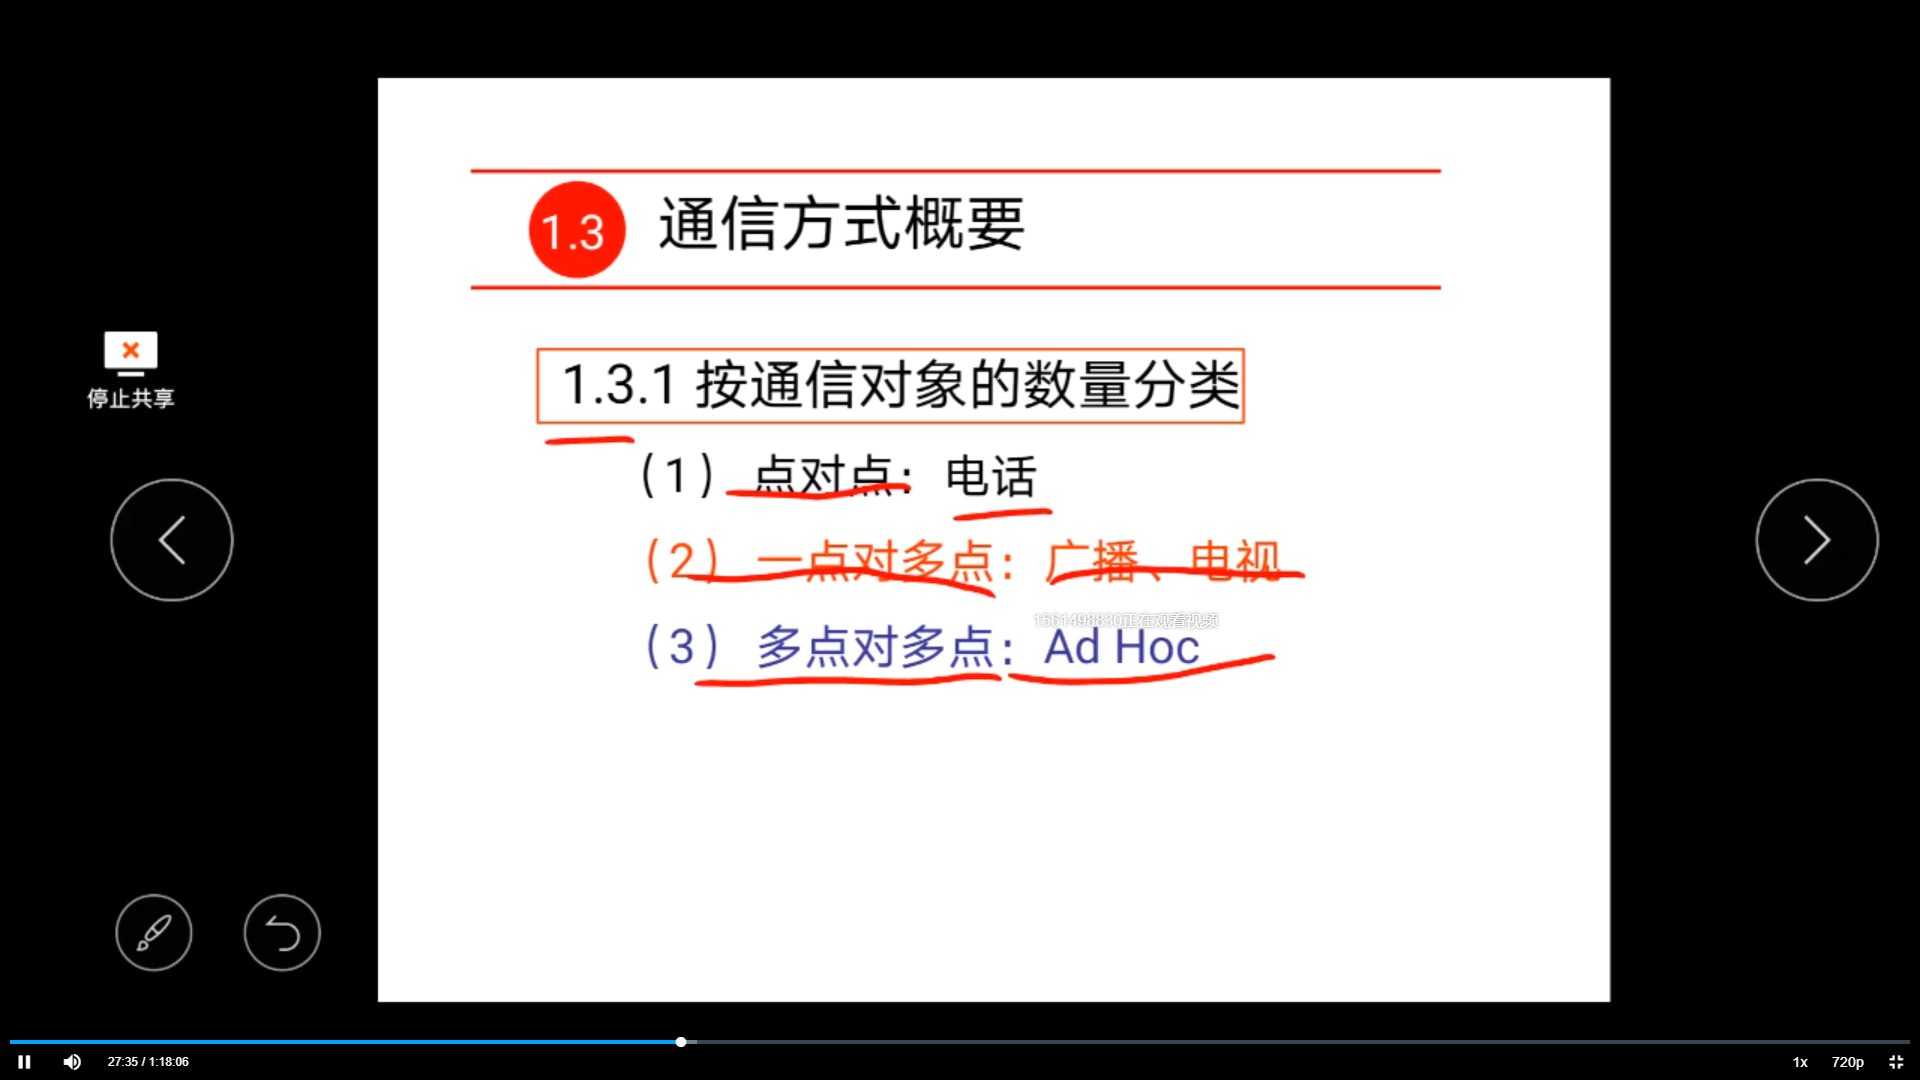 1.3 通信方式概要
1.3.1 按通信对象的数量分类
停止共享
（1） 点对点：电话
（2） 一点对多点：广播、电视
1561498830正在观看视频
（3） 多点对多点：Ad Hoc
27:35 / 1:18:06
1x 720p